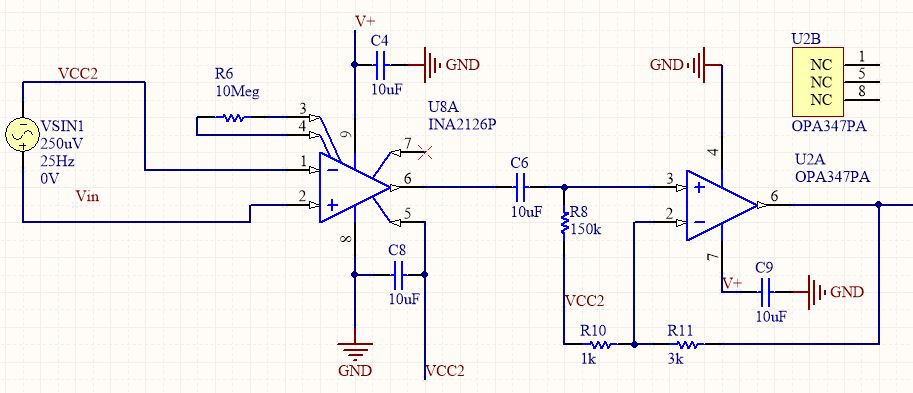 V+
C4
GND
10uF
VCC2
R6
10Meg
3
4
9
U8A
INA2126P
7
VSIN1
250uV
25Hz
0V
1
2
Vin
6
5
8
C8
10uF
GND
VCC2
C6
10uF
R8
150k
VCC2
R10
1k
R11
3k
GND
4
3
2
6
7
V+
C9
10uF
GND
U2A
OPA347PA
U2B
NC 1
NC 5
NC 8
OPA347PA